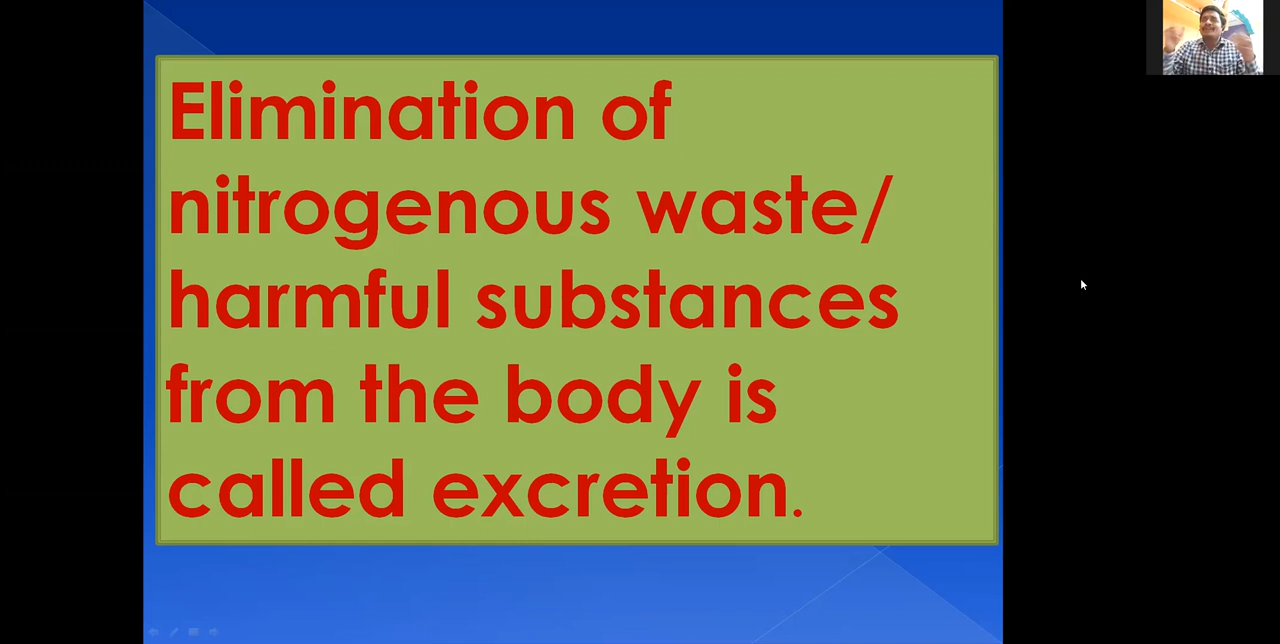 Elimination of
nitrogenous waste/
harmful substances
from the body is
called excretion.